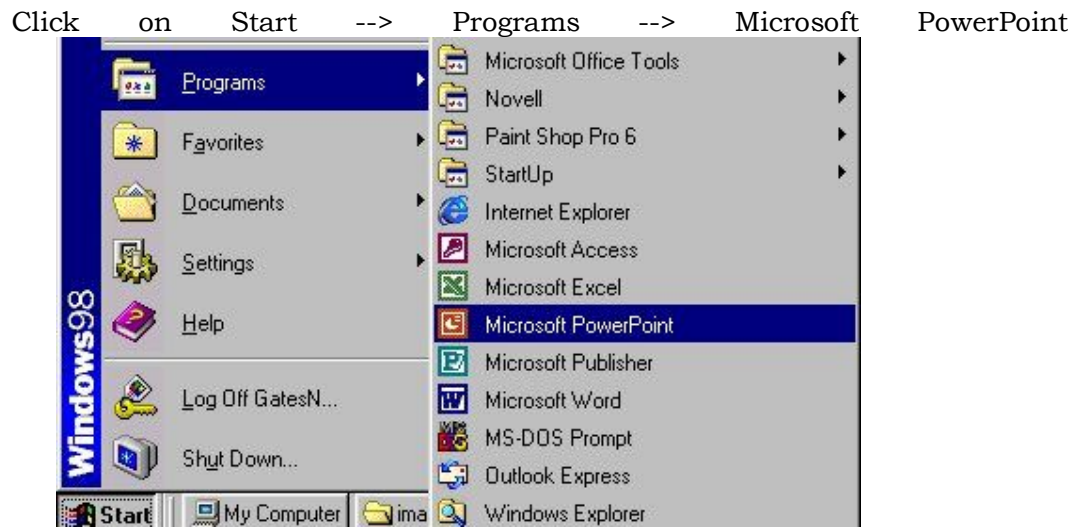 Click on Start --> Programs --> Microsoft PowerPoint
Programs
Favorites
Documents
Settings
Help
Log Off GatesN...
Shut Down...
Windows98
Microsoft Office Tools
Novell
Paint Shop Pro 6
StartUp
Internet Explorer
Microsoft Access
Microsoft Excel
Microsoft PowerPoint
Microsoft Publisher
Microsoft Word
MS-DOS Prompt
Outlook Express
Windows Explorer
Start My Computer ima